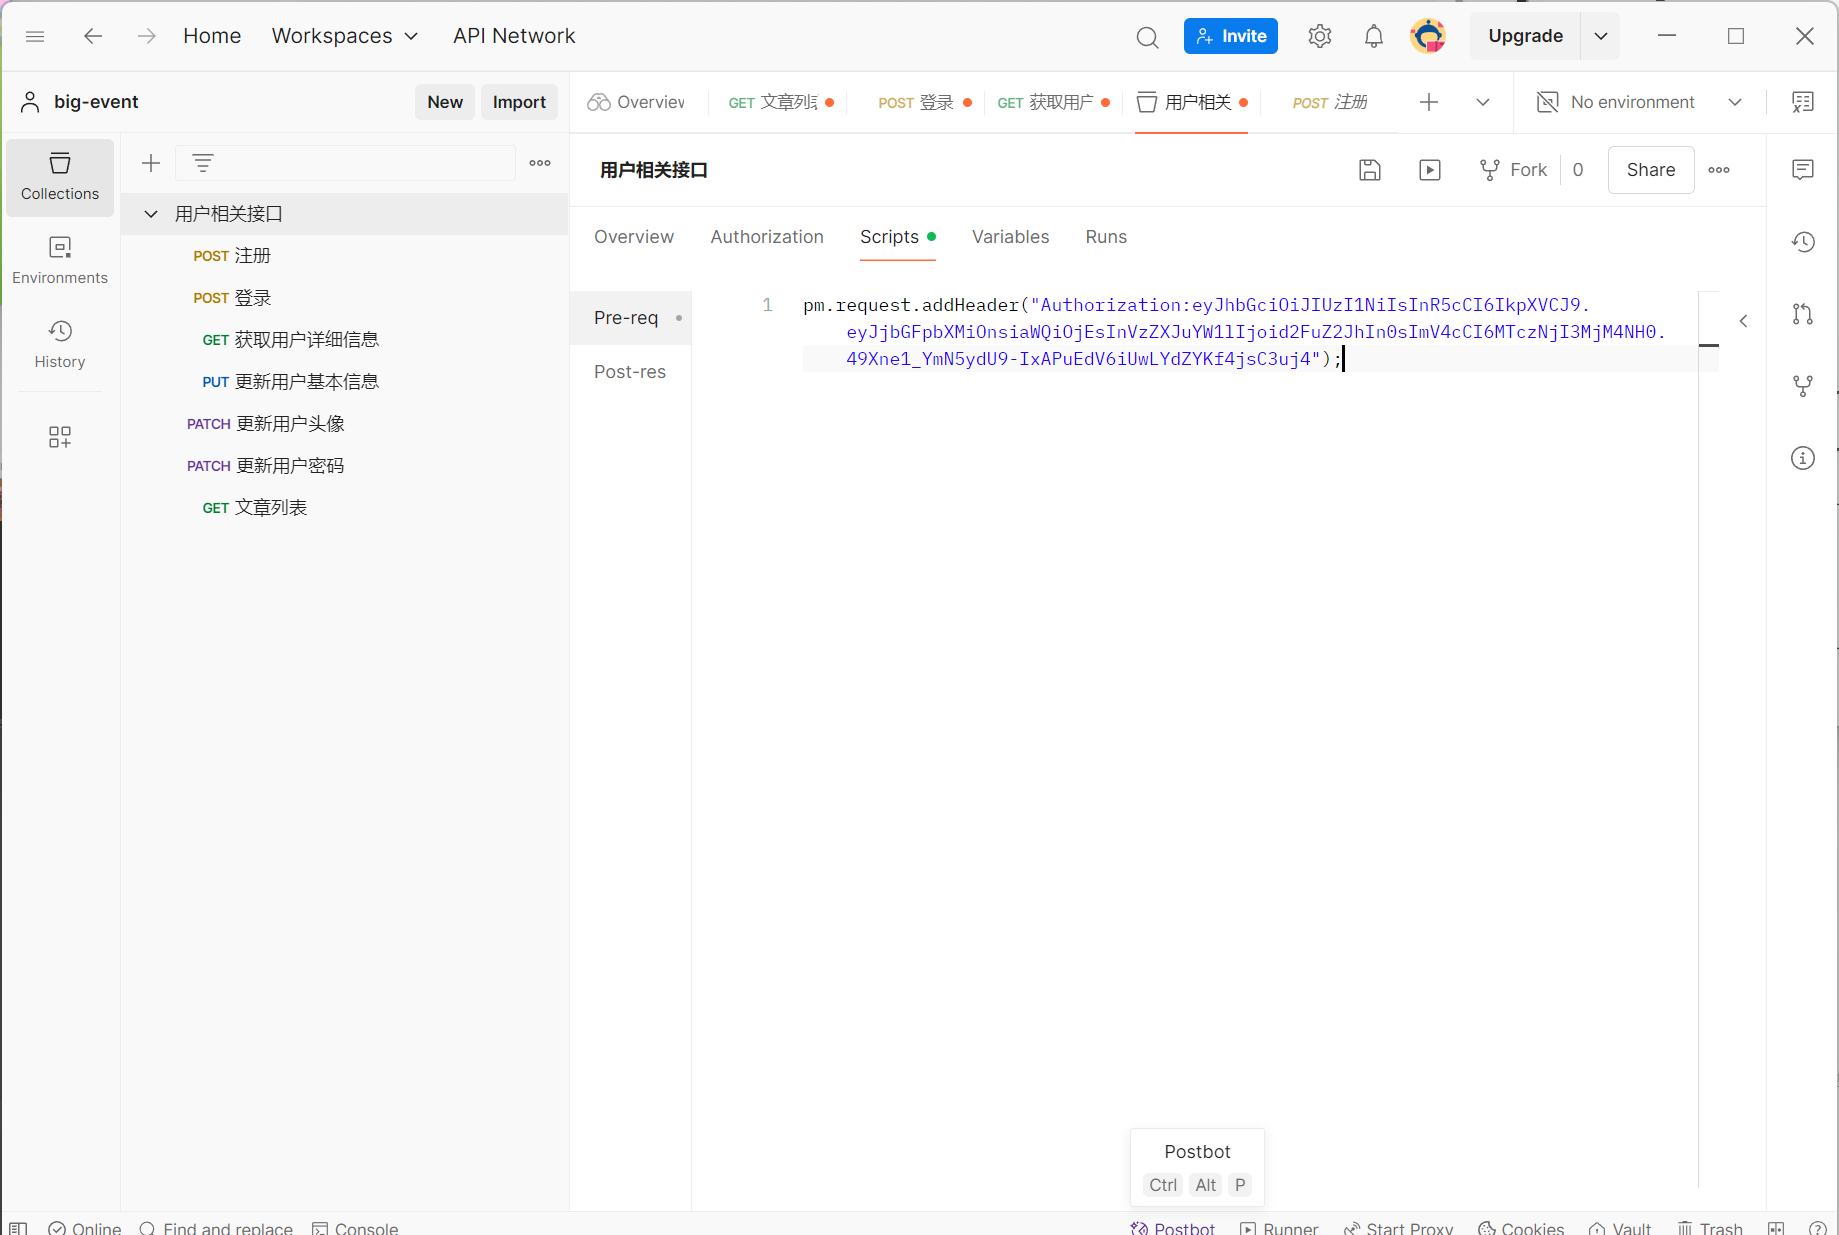 Home Workspaces API Network Invite Upgrade
big-event New Import Overview GET 文章列表 POST 登录 GET 获取用户 用户相关 POST 注册 No environment
Collections
Environments
History
用户相关接口
POST 注册
POST 登录
GET 获取用户详细信息
PUT 更新用户基本信息
PATCH 更新用户头像
PATCH 更新用户密码
GET 文章列表
用户相关接口 Fork 0 Share
Overview Authorization Scripts Variables Runs
Pre-req
Post-res
1 pm.request.addHeader("Authorization:eyJhbGciOiJIUzI1NiIsInR5cCI6IkpXVCJ9.
eyJjbGFpbXMiOnsiaWQiOjEsInVzZXJuYW1lIjoid2FuZ2JhIn0sImV4cCI6MTczNjI3MjM4NH0.
49Xne1_YmN5ydU9-IxAPuEdV6iUwLYdZYKf4jsC3uj4");
Postbot
Ctrl Alt P
Online Find and replace Console Postbot Runner Start Proxy Cookies Vault Trash